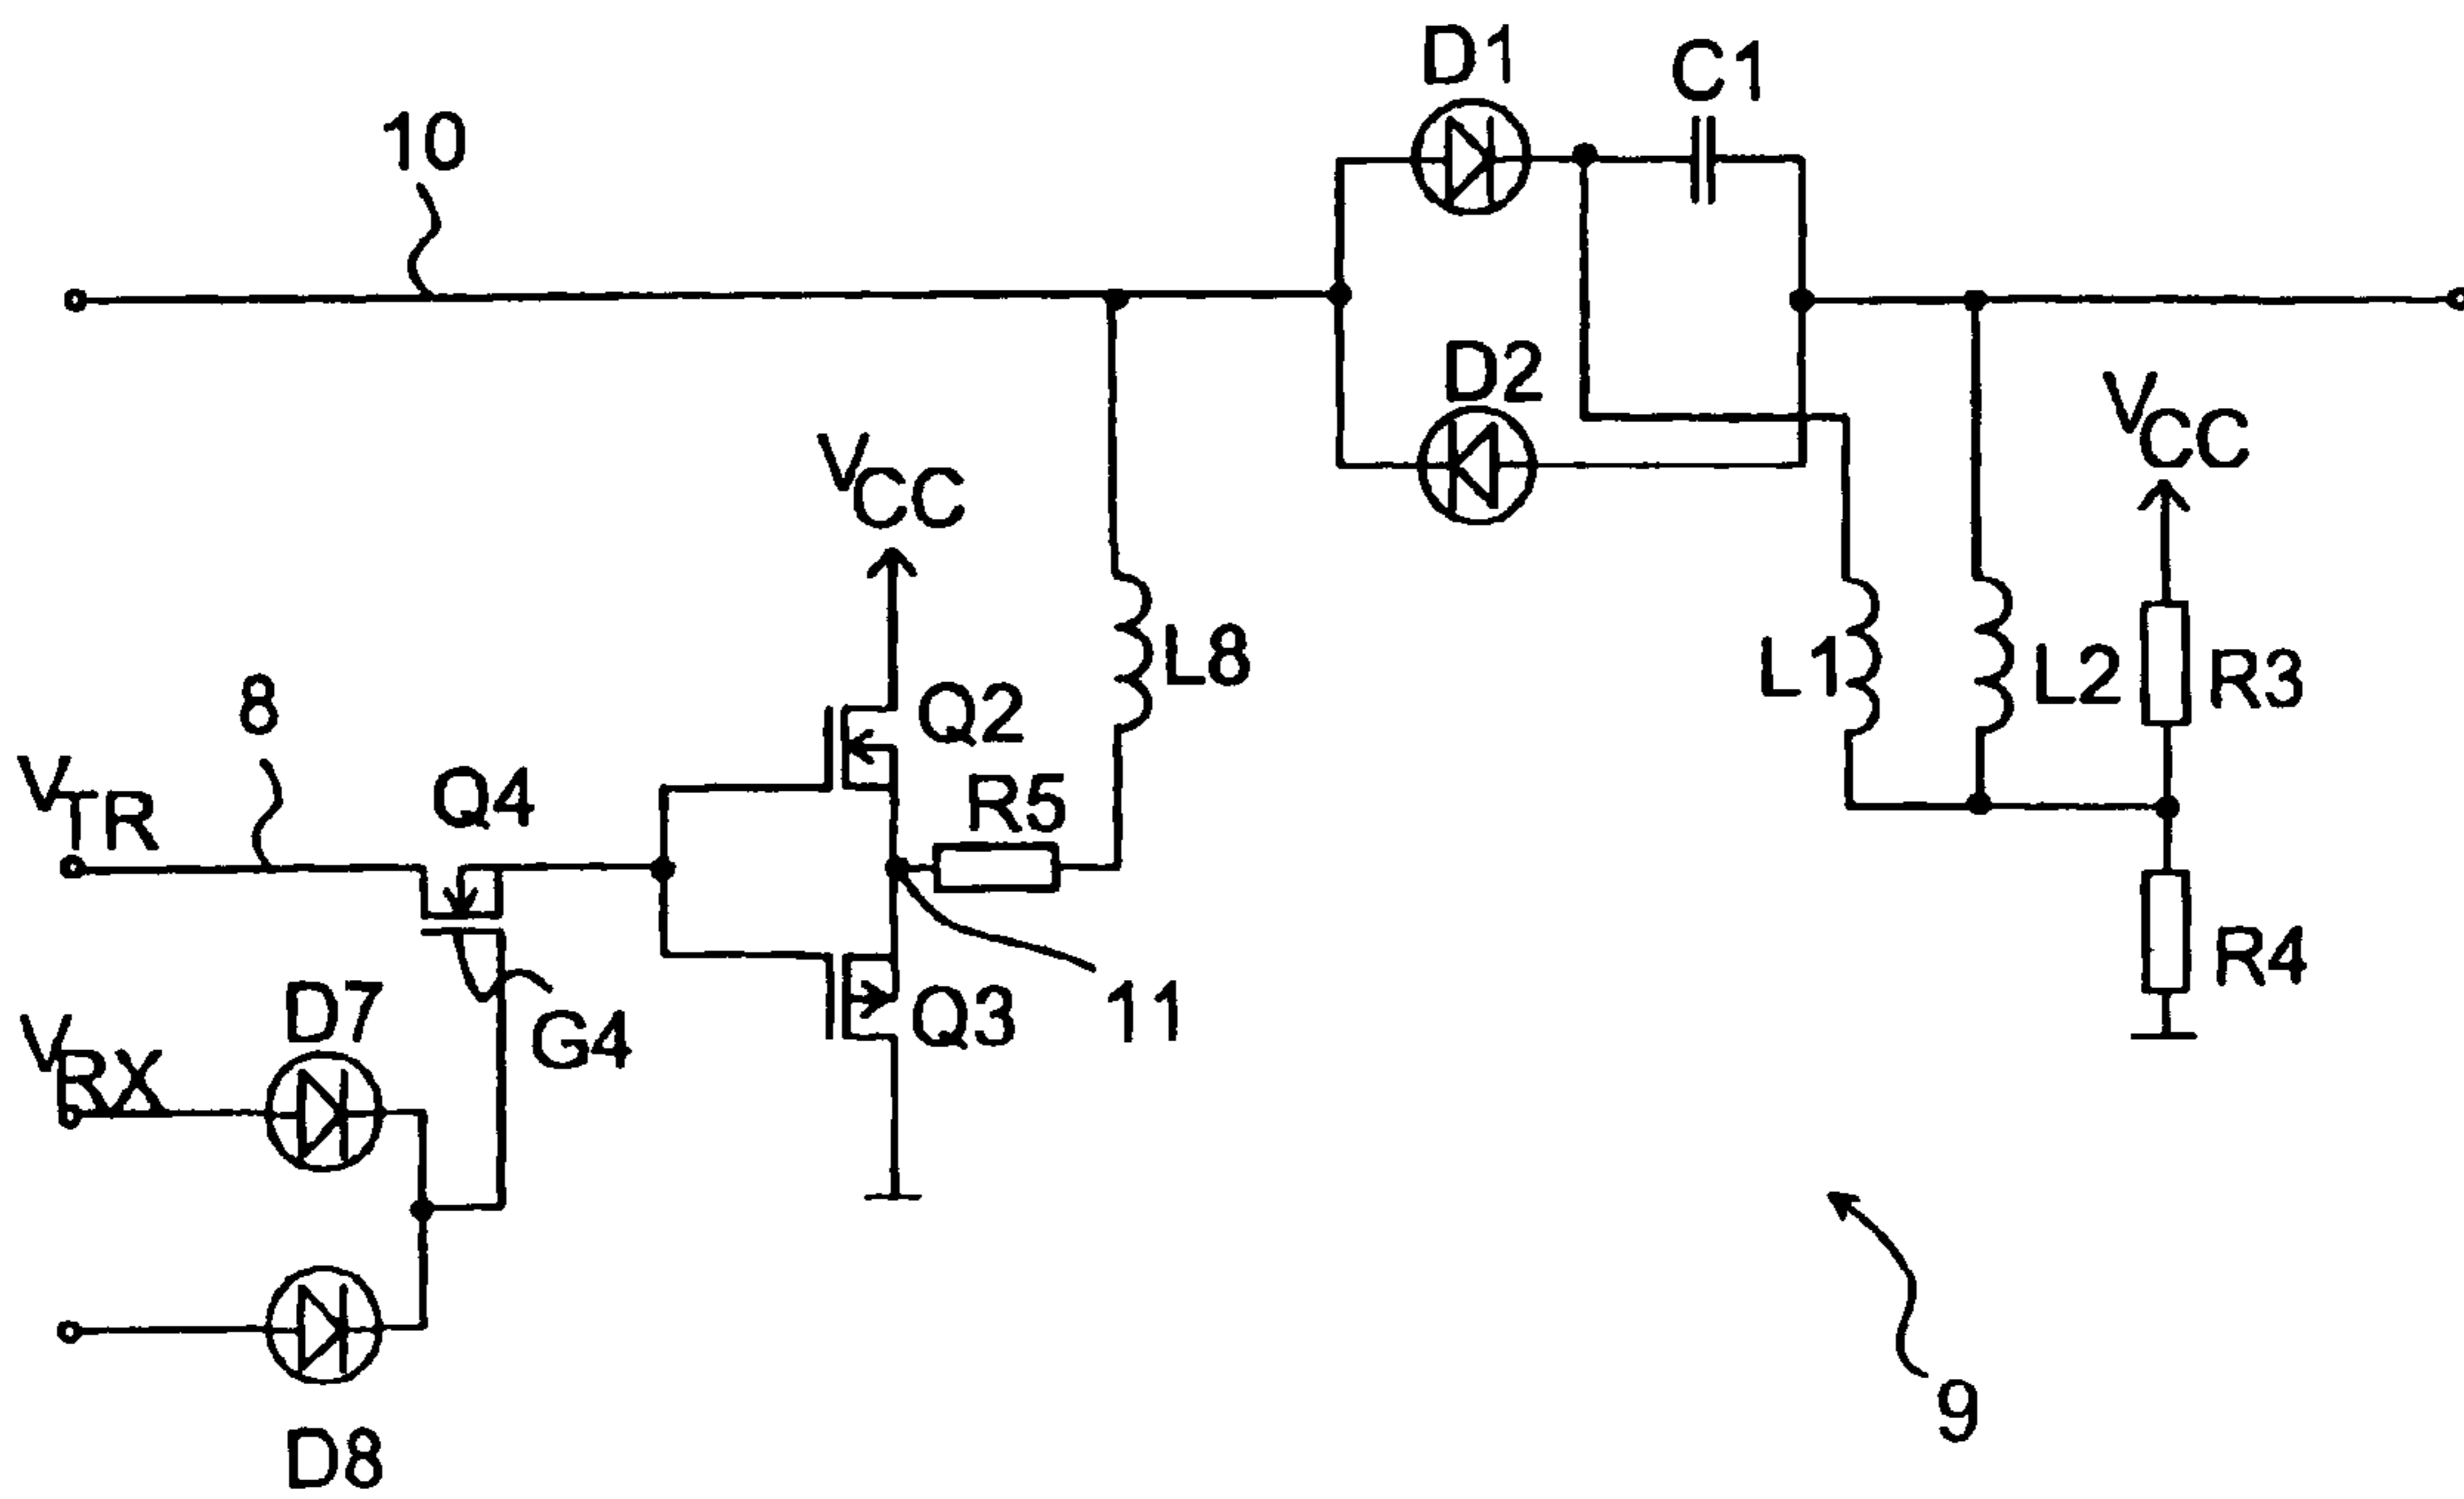 D1
C1
10
D2
VCC
VCC
L8
L1
L2
R3
8
Q2
VTR
Q4
R5
R4
D7
Q3
11
VRX
G4
9
D8